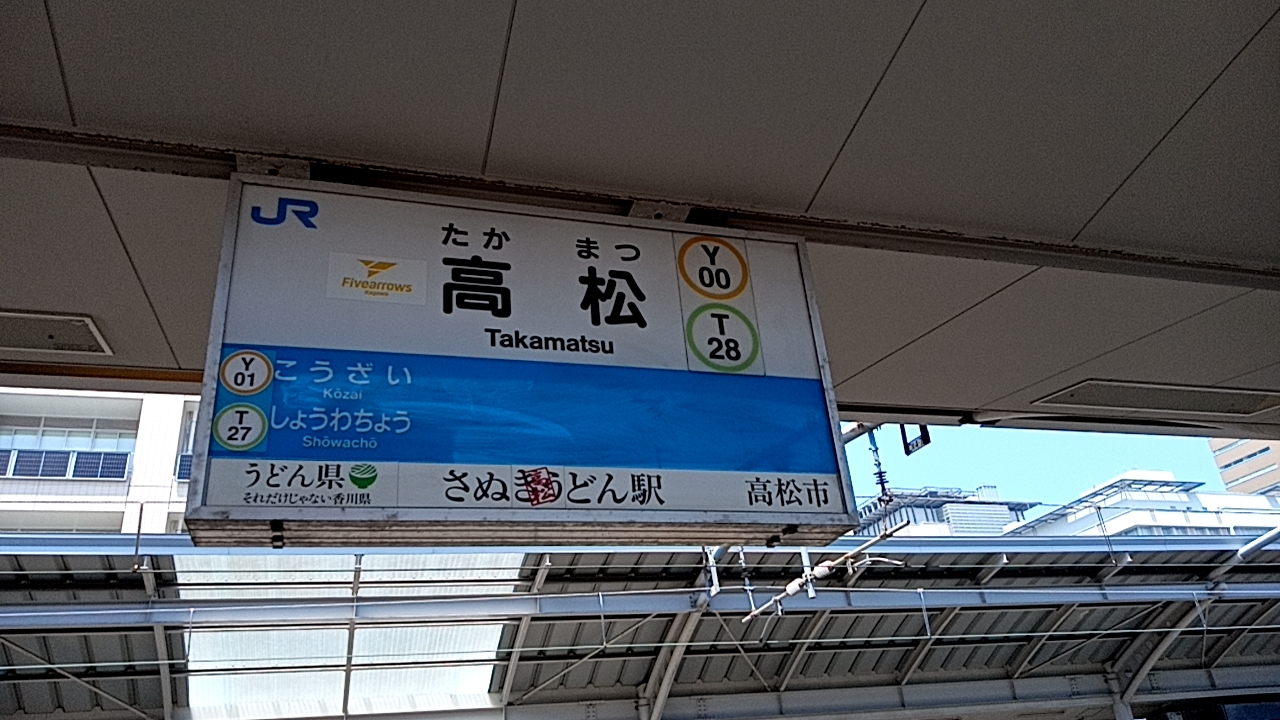 JR
たか まつ
高松
Takamatsu
Fivearrows
Kagawa
Y
00
T
28
Y
01
こうざい
Kōzai
T
27
しょうわちょう
Shōwachō
うどん県
それだけじゃない香川県
さぬきうどん駅
高松市